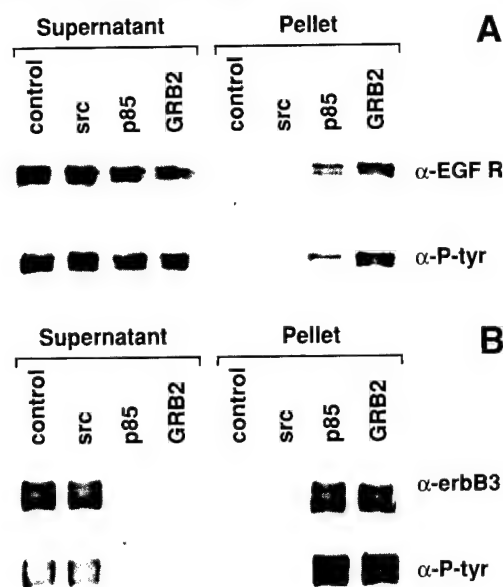 A
Supernatant Pellet
control src p85 GRB2 control src p85 GRB2
α-EGF R
α-P-tyr
B
Supernatant Pellet
control src p85 GRB2 control src p85 GRB2
α-erbB3
α-P-tyr